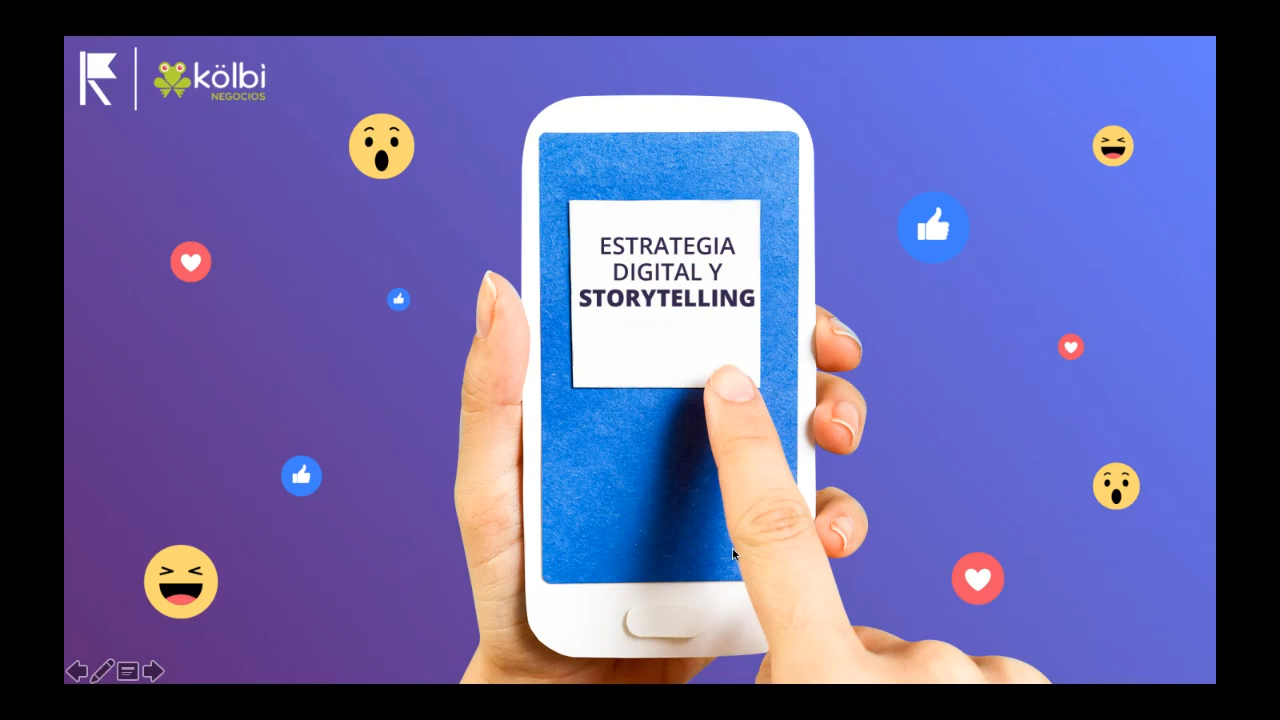 kölbi
NEGOCIOS
ESTRATEGIA
DIGITAL Y
STORYTELLING